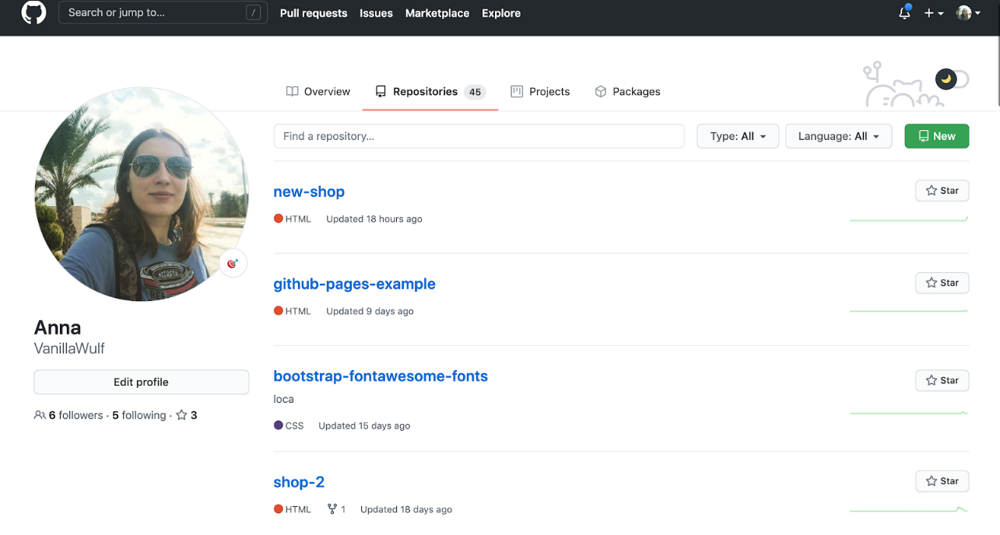 Search or jump to... /
Pull requests Issues Marketplace Explore
Overview Repositories 45 Projects Packages
Find a repository... Type: All Language: All New
new-shop Star
HTML Updated 18 hours ago
github-pages-example Star
HTML Updated 9 days ago
Anna
VanillaWulf
Edit profile
6 followers · 5 following · 3
bootstrap-fontawesome-fonts Star
loca
CSS Updated 15 days ago
shop-2 Star
HTML 1 Updated 18 days ago